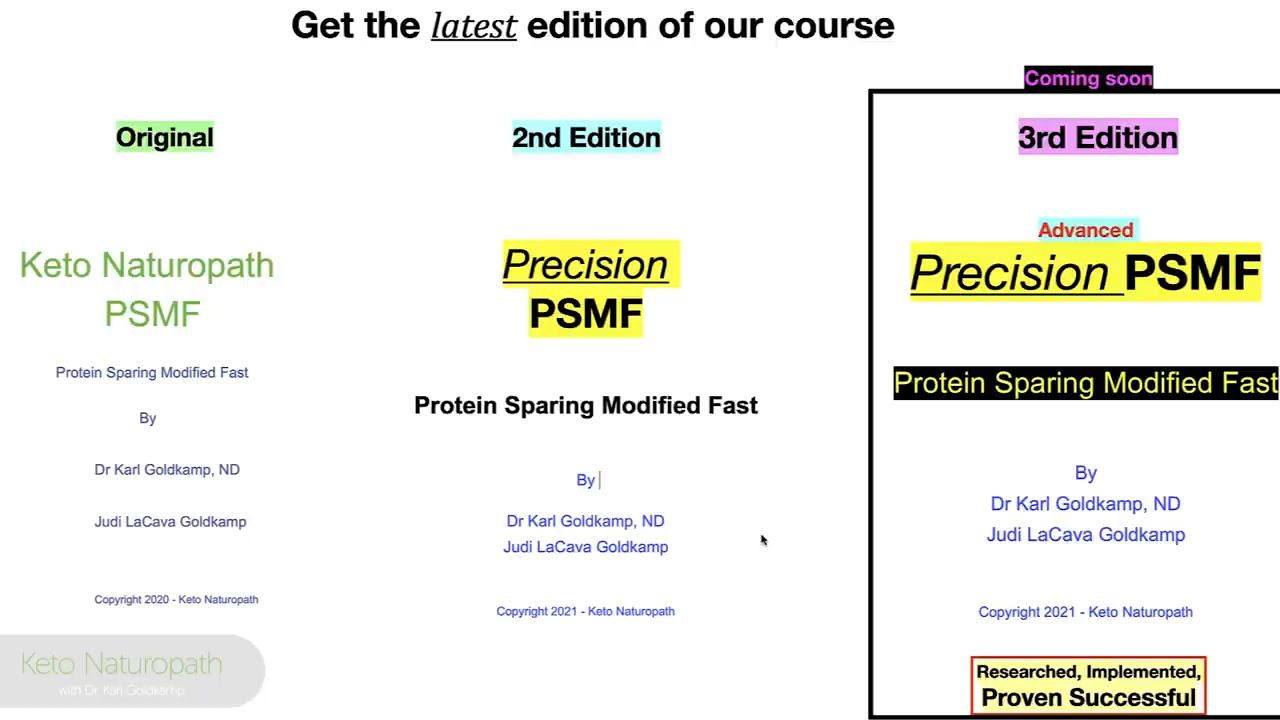 Get the latest edition of our course
Original
Keto Naturopath
PSMF
Protein Sparing Modified Fast
By
Dr Karl Goldkamp, ND
Judi LaCava Goldkamp
Copyright 2020 - Keto Naturopath
Keto Naturopath
with Dr. Karl Goldkamp
2nd Edition
Precision
PSMF
Protein Sparing Modified Fast
By
Dr Karl Goldkamp, ND
Judi LaCava Goldkamp
Copyright 2021 - Keto Naturopath
Coming soon
3rd Edition
Advanced
Precision PSMF
Protein Sparing Modified Fast
By
Dr Karl Goldkamp, ND
Judi LaCava Goldkamp
Copyright 2021 - Keto Naturopath
Researched, Implemented,
Proven Successful